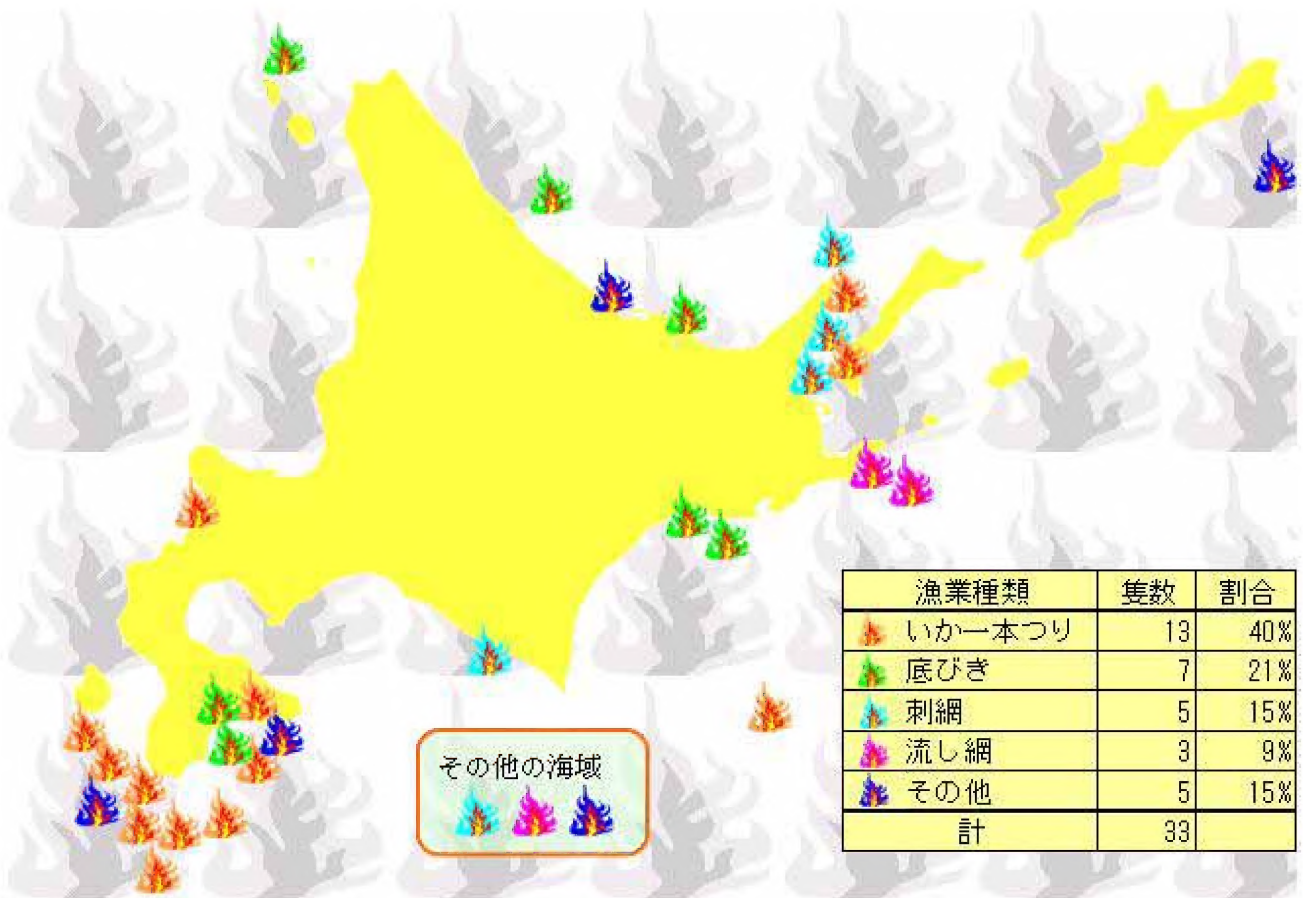 その他の海域
漁業種類 隻数 割合
いか一本つり 13 40%
底びき 7 21%
刺網 5 15%
流し網 3 9%
その他 5 15%
計 33